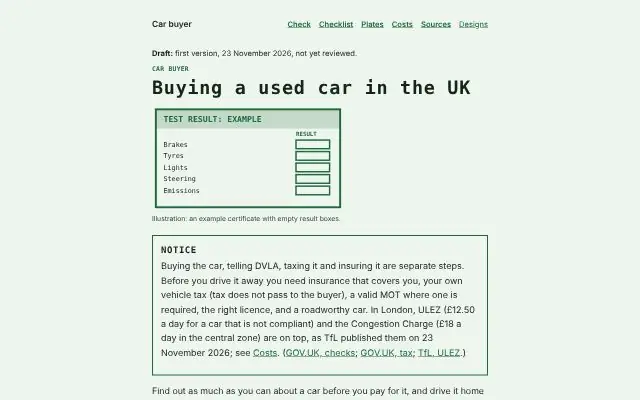 Car buyer
Check Checklist Plates Costs Sources Designs
Draft: first version, 23 November 2026, not yet reviewed.
CAR BUYER
Buying a used car in the UK
TEST RESULT: EXAMPLE
RESULT
Brakes
Tyres
Lights
Steering
Emissions
Illustration: an example certificate with empty result boxes.
NOTICE
Buying the car, telling DVLA, taxing it and insuring it are separate steps.
Before you drive it away you need insurance that covers you, your own
vehicle tax (tax does not pass to the buyer), a valid MOT where one is
required, the right licence, and a roadworthy car. In London, ULEZ (£12.50
a day for a car that is not compliant) and the Congestion Charge (£18 a
day in the central zone) are on top, as TfL published them on 23
November 2026; see Costs. (GOV.UK, checks; GOV.UK, tax; TfL, ULEZ.)
Find out as much as you can about a car before you pay for it, and drive it home